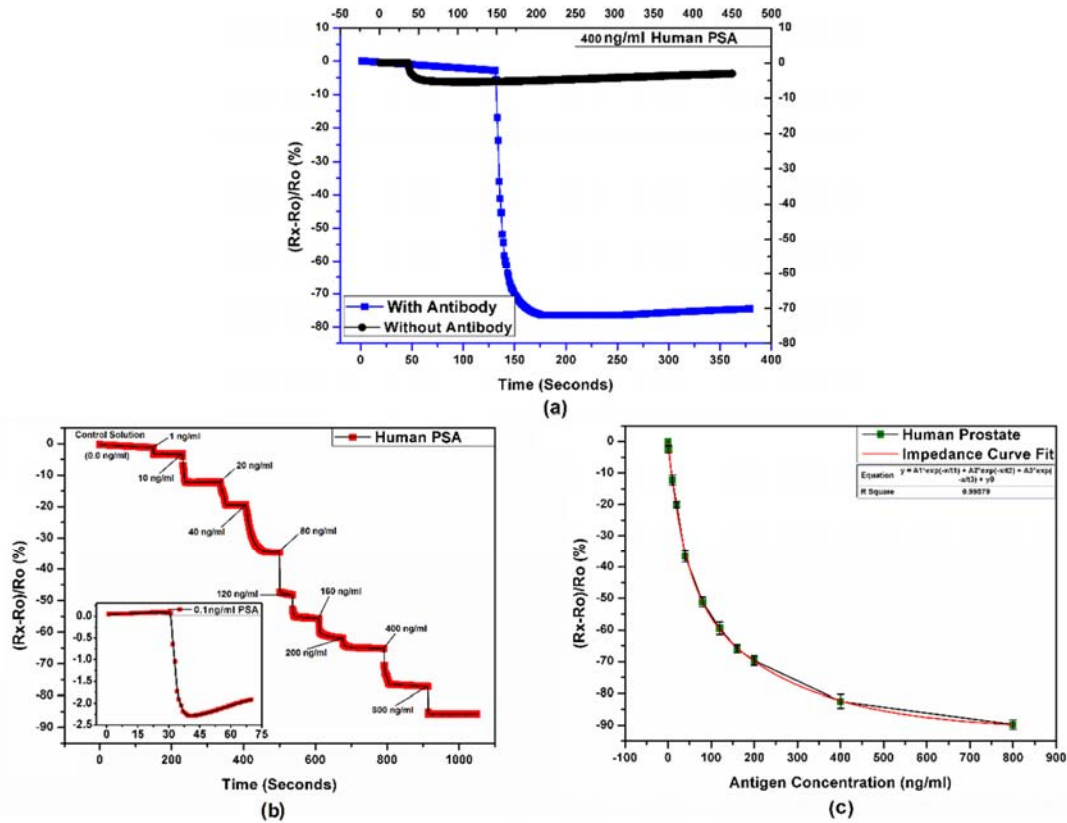 -50 0 50 100 150 200 250 300 350 400 450 500
10
0
-10
-20
-30
-40
-50
-60
-70
-80
(Rx-Ro)/Ro (%)
400 ng/ml Human PSA
With Antibody
Without Antibody
10
0
-10
-20
-30
-40
-50
-60
-70
-80
0 50 100 150 200 250 300 350 400
Time (Seconds)
(a)
0
-10
-20
-30
-40
-50
-60
-70
-80
-90
(Rx-Ro)/Ro (%)
Control Solution
(0.0 ng/ml)
1 ng/ml
Human PSA
10 ng/ml
20 ng/ml
40 ng/ml
80 ng/ml
120 ng/ml
160 ng/ml
200 ng/ml
400 ng/ml
800 ng/ml
0.1ng/ml PSA
0.0
-0.5
-1.0
-1.5
-2.0
-2.5
0 15 30 45 60 75
0 200 400 600 800 1000
Time (Seconds)
(b)
0
-10
-20
-30
-40
-50
-60
-70
-80
-90
(Rx-Ro)/Ro (%)
Human Prostate
Impedance Curve Fit
Equation y = A1*exp(-x/t1) + A2*exp(-x/t2) + A3*exp(
-x/t3) + y0
R Square 0.99879
-100 0 100 200 300 400 500 600 700 800 900
Antigen Concentration (ng/ml)
(c)